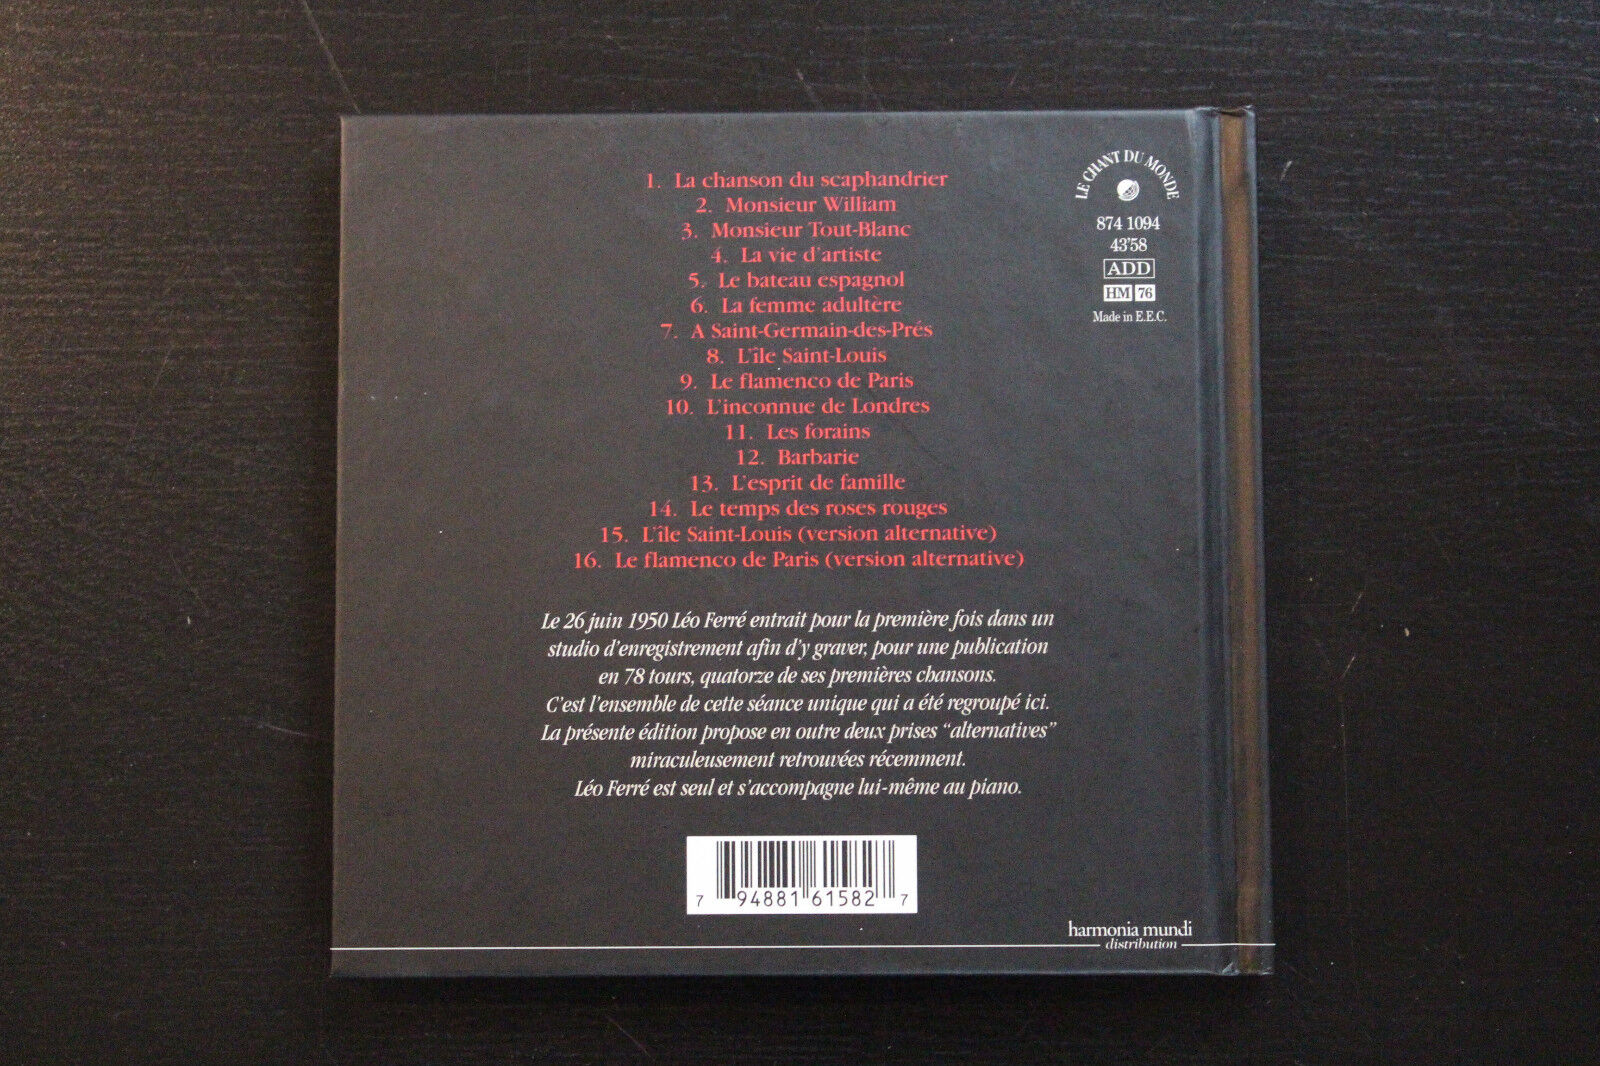 1. La chanson du scaphandrier
2. Monsieur William
3. Monsieur Tout-Blanc
4. La vie d'artiste
5. Le bateau espagnol
6. La femme adultère
7. A Saint-Germain-des-Prés
8. L'île Saint-Louis
9. Le flamenco de Paris
10. L'inconnue de Londres
11. Les forains
12. Barbarie
13. L'esprit de famille
14. Le temps des roses rouges
15. L'île Saint-Louis (version alternative)
16. Le flamenco de Paris (version alternative)
LE CHANT DU MONDE
874 1094
43'58
ADD
HM 76
Made in E.E.C.
Le 26 juin 1950 Léo Ferré entrait pour la première fois dans un
studio d'enregistrement afin d'y graver, pour une publication
en 78 tours, quatorze de ses premières chansons.
C'est l'ensemble de cette séance unique qui a été regroupé ici.
La présente édition propose en outre deux prises "alternatives"
miraculeusement retrouvées récemment.
Léo Ferré est seul et s'accompagne lui-même au piano.
7 94881 61582 7
harmonia mundi
distribution